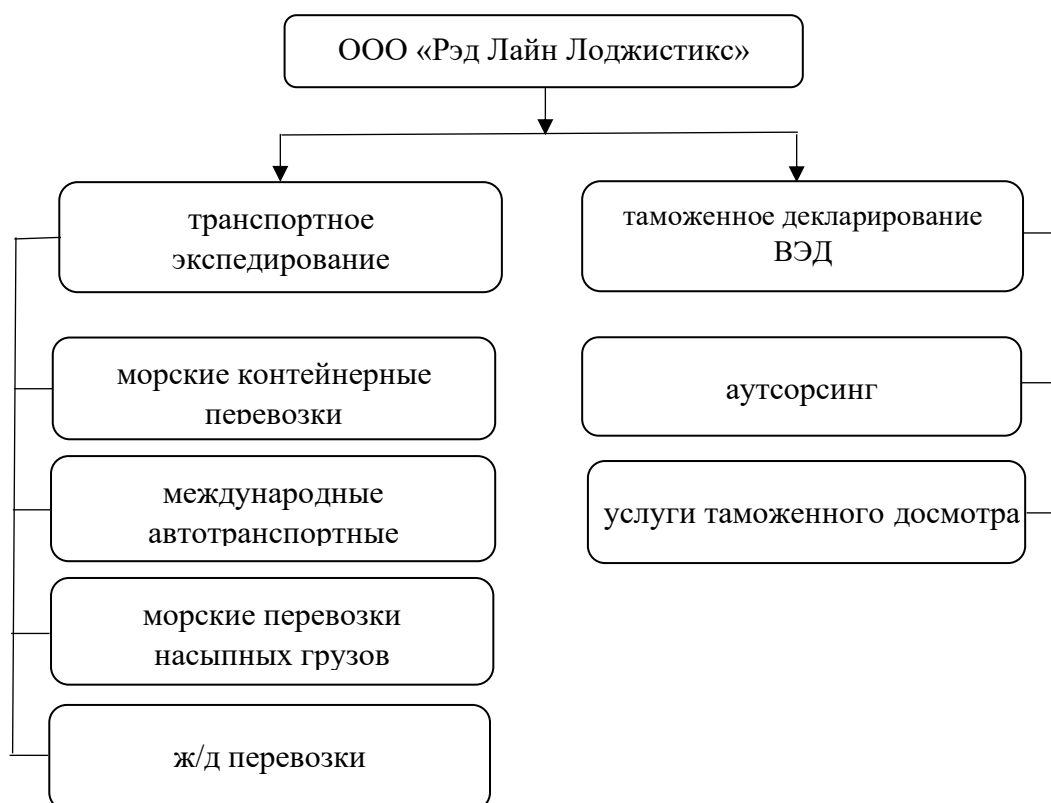 ООО «Рэд Лайн Лоджистикс»
транспортное
экспедирование
таможенное декларирование
ВЭД
морские контейнерные
перевозки
аутсорсинг
международные
автотранспортные
услуги таможенного досмотра
морские перевозки
насыпных грузов
ж/д перевозки